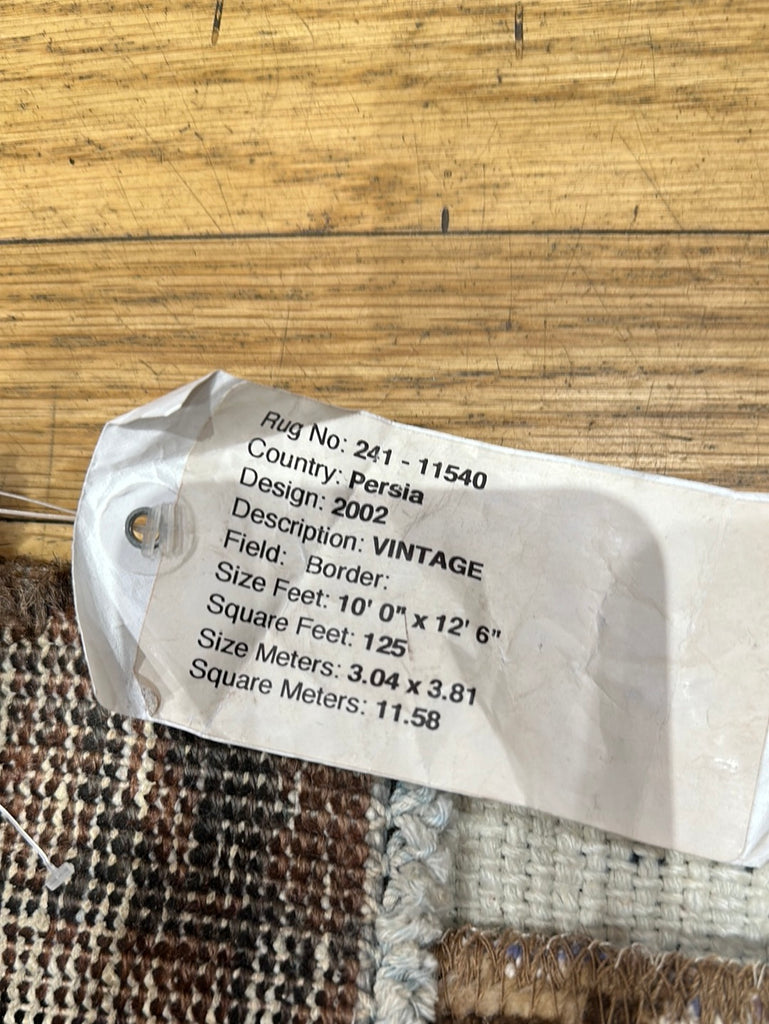 Rug No: 241 - 11540
Country: Persia
Design: 2002
Description: VINTAGE
Field:   Border:
Size Feet: 10' 0" x 12' 6"
Square Feet: 125
Size Meters: 3.04 x 3.81
Square Meters: 11.58